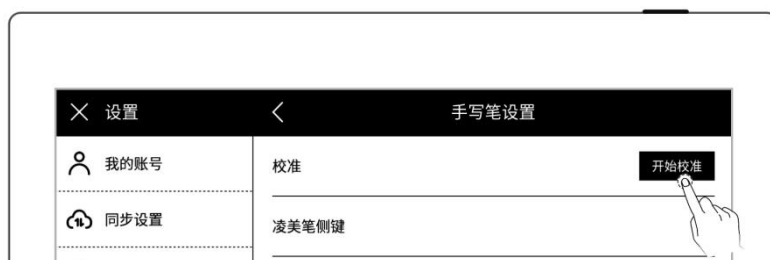 设置
手写笔设置
我的账号
校准
开始校准
同步设置
凌美笔侧键